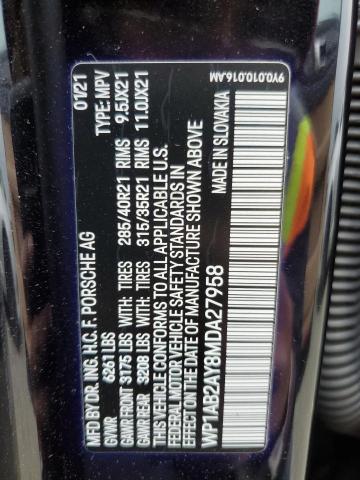 MFD BY DR. ING. H.C. F. PORSCHE AG 01/21
GVWR 6261 LBS TYPE: MPV
GAWR FRONT 3175 LBS WITH: TIRES 285/40R21 RIMS 9.5JX21
GAWR REAR 3208 LBS WITH: TIRES 315/35R21 RIMS 11.0JX21
THIS VEHICLE CONFORMS TO ALL APPLICABLE U.S.
FEDERAL MOTOR VEHICLE SAFETY STANDARDS IN
EFFECT ON THE DATE OF MANUFACTURE SHOWN ABOVE
WP1AB2AY8MDA27958 MADE IN SLOVAKIA
9Y0.010.016.AM